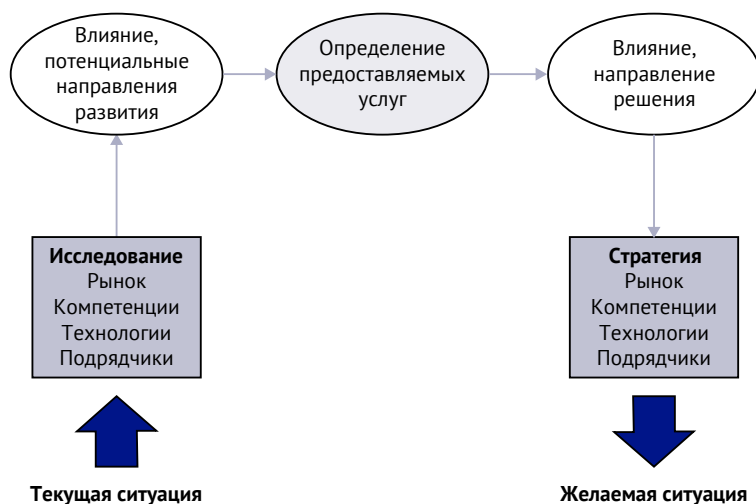 Влияние,
потенциальные
направления
развития
Определение
предоставляемых
услуг
Влияние,
направление
решения
Исследование
Рынок
Компетенции
Технологии
Подрядчики
Стратегия
Рынок
Компетенции
Технологии
Подрядчики
Текущая ситуация
Желаемая ситуация